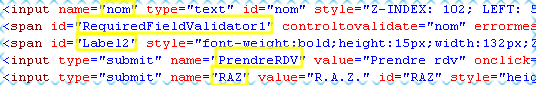 <input name="nom" type="text" id="nom" style="Z-INDEX: 102; LEFT: 5
<span id="RequiredFieldValidator1" controltovalidate="nom" errormes
<span id="Label2" style="font-weight:bold;height:15px;width:132px;Z
<input type="submit" name="PrendreRDV" value="Prendre rdv" onclick=
<input type="submit" name="RAZ" value="R.A.Z." id="RAZ" style="heig